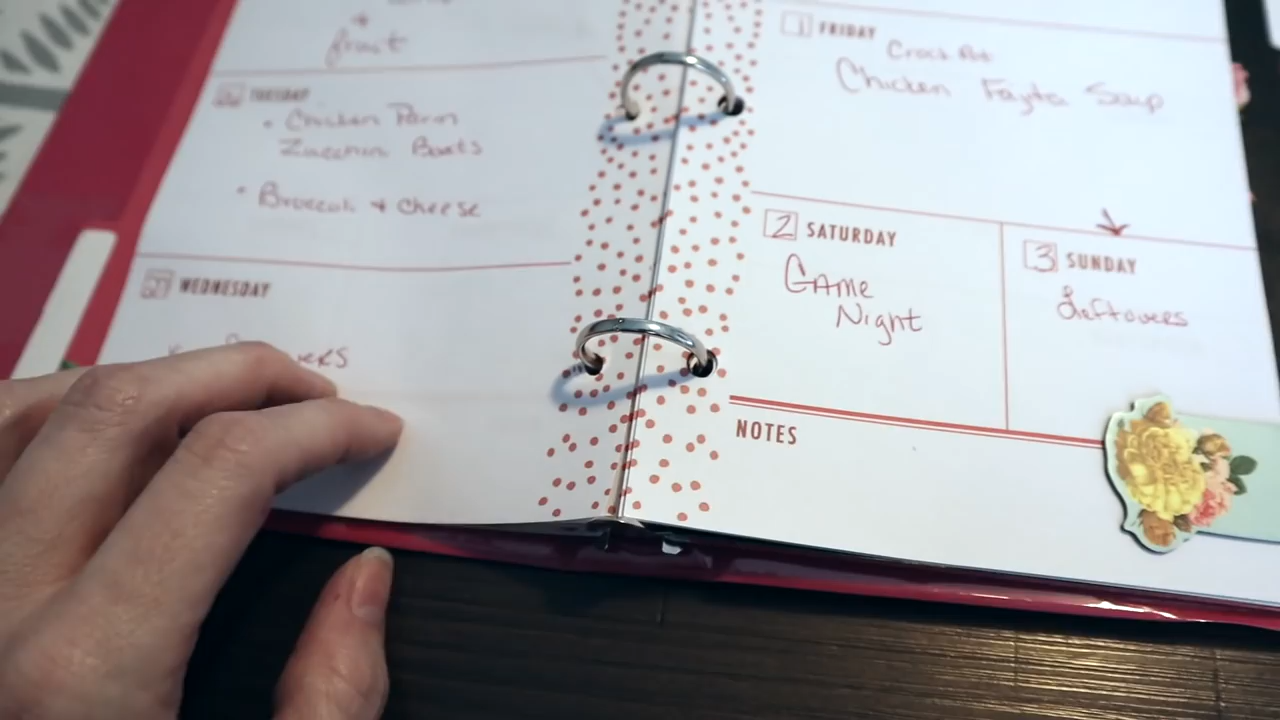 &
fruit
TUESDAY
• Chicken Parm
Zucchini Boats
• Broccoli & cheese
WEDNESDAY
1 FRIDAY
Crock Pot
Chicken Fajita Soup
2 SATURDAY
Game
Night
3 SUNDAY
Leftovers
NOTES